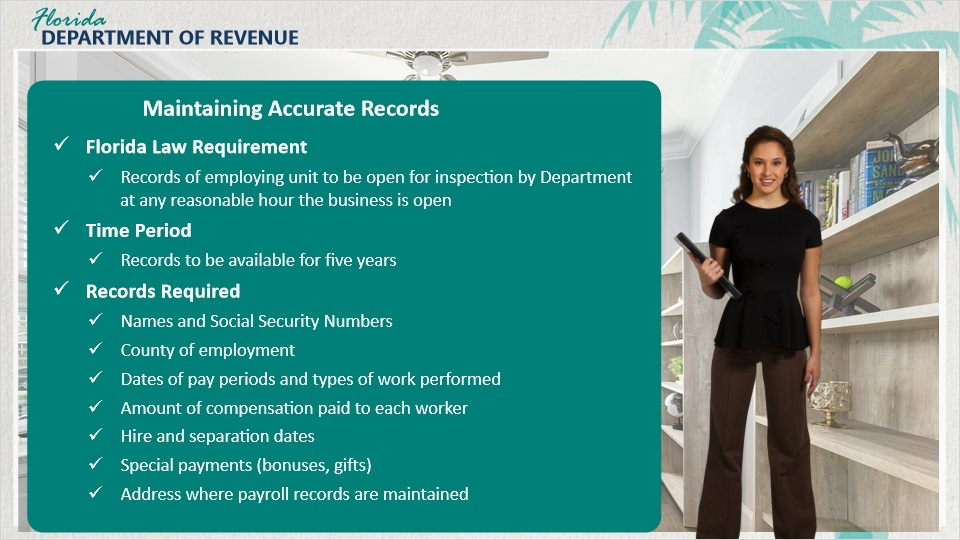 Florida
DEPARTMENT OF REVENUE
Maintaining Accurate Records
✓ Florida Law Requirement
✓ Records of employing unit to be open for inspection by Department
at any reasonable hour the business is open
✓ Time Period
✓ Records to be available for five years
✓ Records Required
✓ Names and Social Security Numbers
✓ County of employment
✓ Dates of pay periods and types of work performed
✓ Amount of compensation paid to each worker
✓ Hire and separation dates
✓ Special payments (bonuses, gifts)
✓ Address where payroll records are maintained